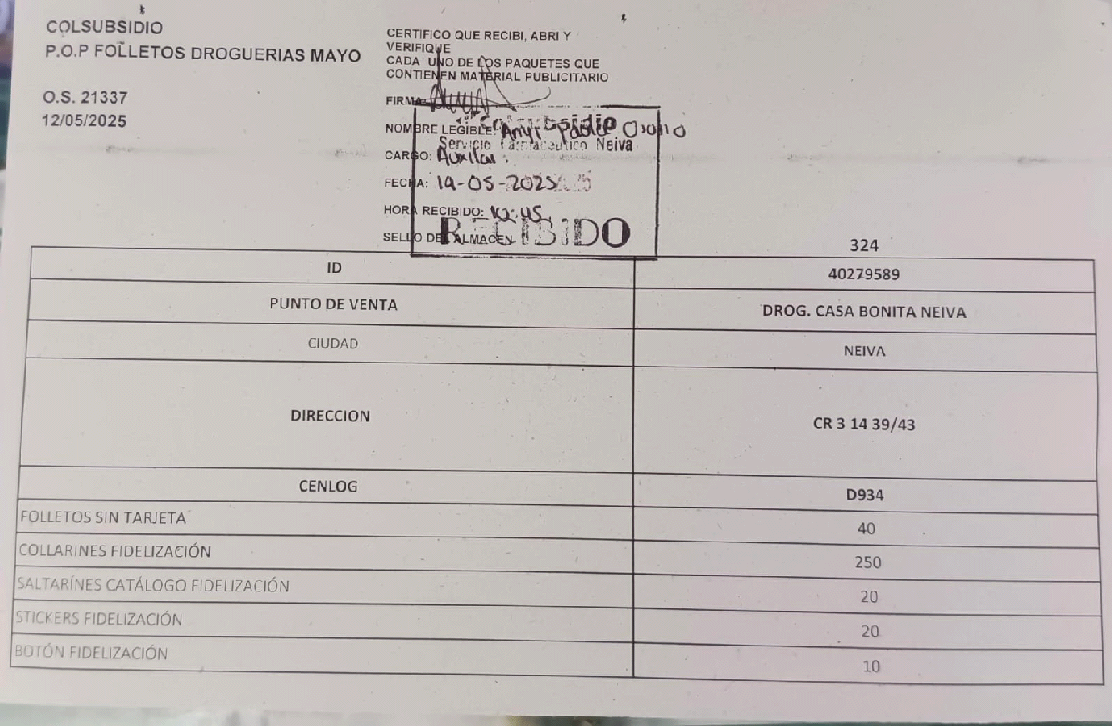 COLSUBSIDIO
P.O.P FOLLETOS DROGUERIAS MAYO
O.S. 21337
12/05/2025
CERTIFICO QUE RECIBI, ABRI Y
VERIFIQUE
CADA UNO DE LOS PAQUETES QUE
CONTIENEN MATERIAL PUBLICITARIO
FIRMA:
Colsubsidio
NOMBRE LEGIBLE:
Servicio Farmaceutico Neiva
CARGO: Auxiliar
FECHA: 19-05-2025
HORA RECIBIDO:
RECIBIDO
SELLO DEL ALMACEN
324
ID 40279589
PUNTO DE VENTA DROG. CASA BONITA NEIVA
CIUDAD NEIVA
DIRECCION CR 3 14 39/43
CENLOG D934
FOLLETOS SIN TARJETA 40
COLLARINES FIDELIZACIÓN 250
SALTARÍNES CATÁLOGO FIDELIZACIÓN 20
STICKERS FIDELIZACIÓN 20
BOTÓN FIDELIZACIÓN 10